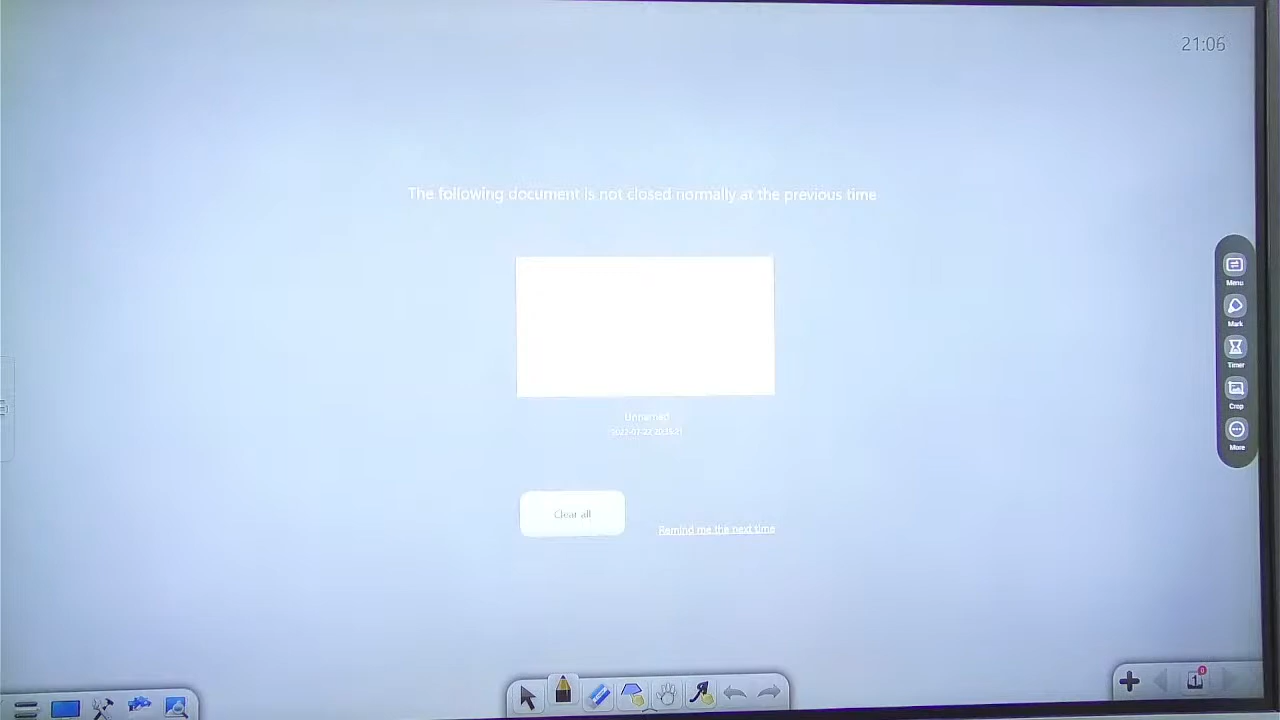 21:06
The following document is not closed normally at the previous time
Menu
Mark
Timer
Crop
More
Unnamed
Clear all
Remind me the next time
1